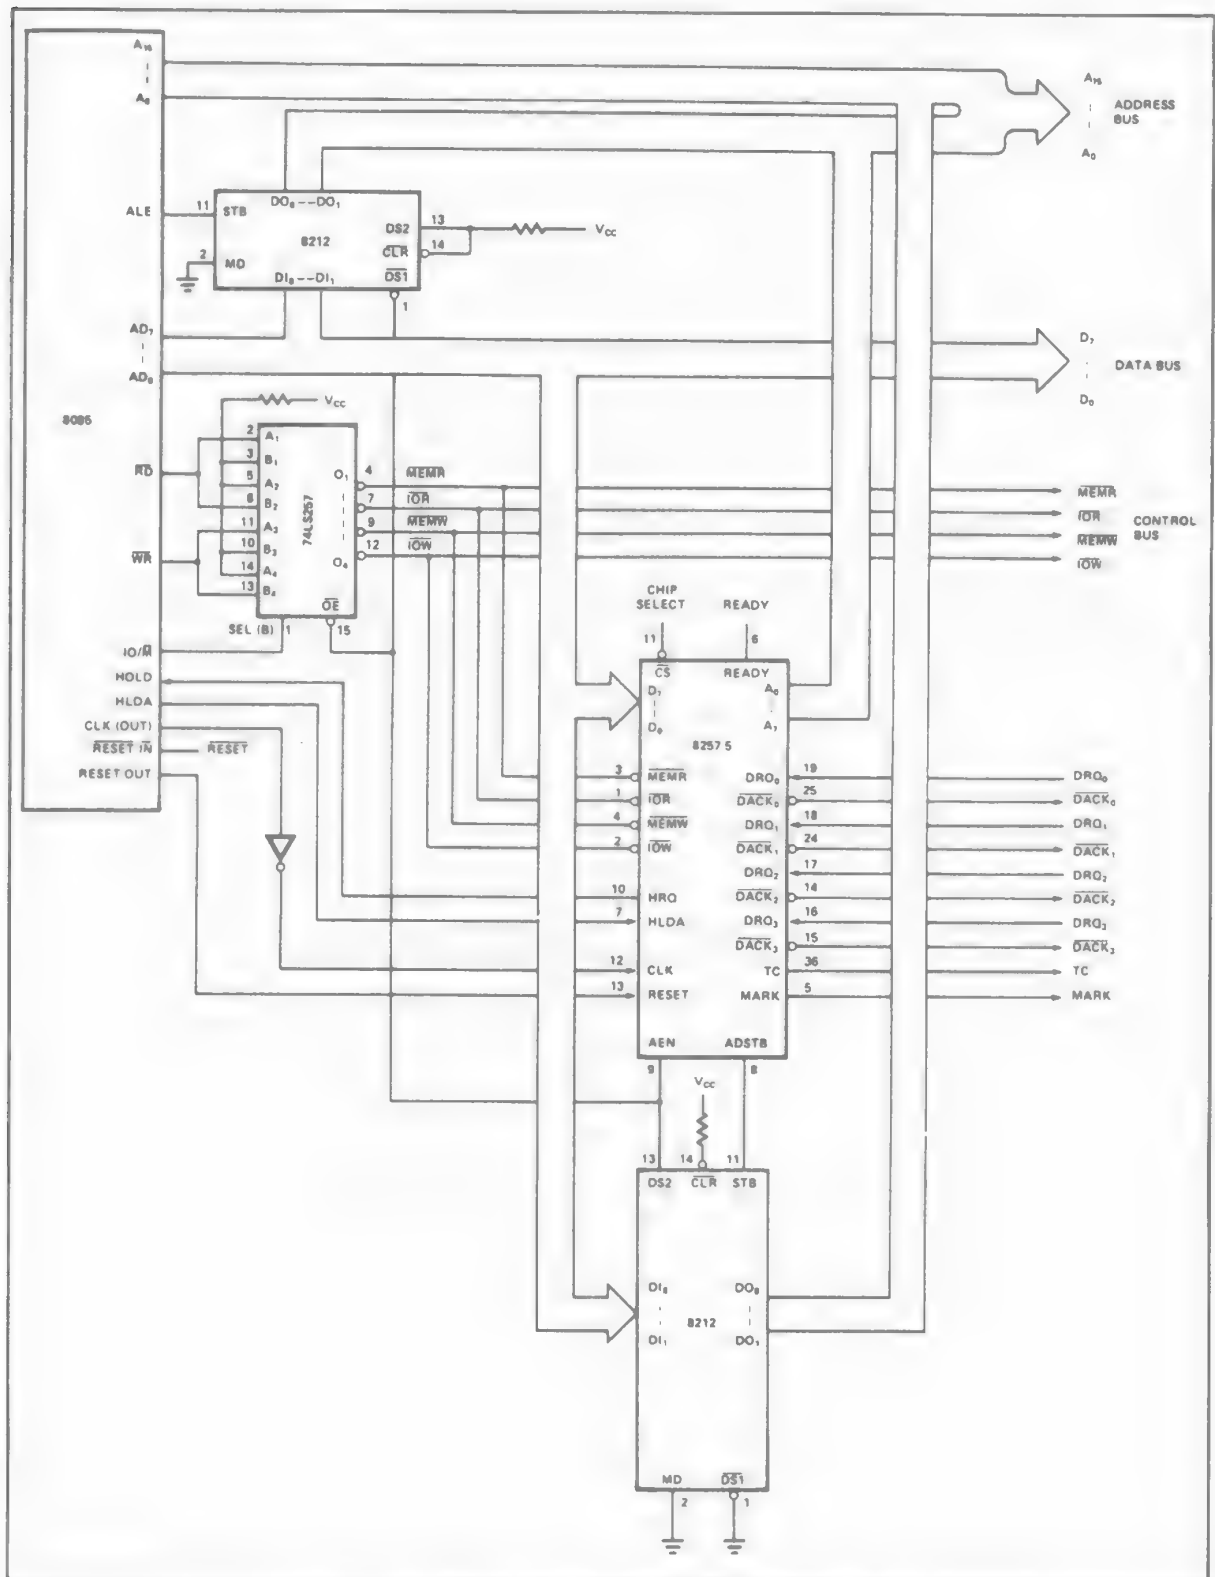 A15
A8
A15
ADDRESS
BUS
A0
ALE
11
STB
DO8 -- DO1
8212
DS2
13
VCC
CLR
14
2
MD
DI8 -- DI1
DS1
1
AD7
AD0
D7
DATA BUS
D0
8085
VCC
RD
WR
2
A1
3
B1
5
A2
6
B2
11
A3
10
B3
14
A4
13
B4
74LS257
O1
O4
4
MEMR
7
IOR
9
MEMW
12
IOW
OE
SEL (B)
1
15
MEMR
IOR
CONTROL
BUS
MEMW
IOW
IO/M
HOLD
HLDA
CLK (OUT)
RESET IN
RESET
RESET OUT
CHIP
SELECT
READY
11
6
CS
READY
D7
D0
A0
A7
8257.5
3
MEMR
1
IOR
4
MEMW
2
IOW
10
HRQ
7
HLDA
12
CLK
13
RESET
DRQ0
19
DRQ0
DACK0
25
DACK0
DRQ1
18
DRQ1
DACK1
24
DACK1
DRQ2
17
DRQ2
DACK2
14
DACK2
DRQ3
16
DRQ3
DACK3
15
DACK3
TC
36
TC
MARK
5
MARK
AEN
ADSTB
9
8
VCC
13
14
11
DS2
CLR
STB
DI8
DO8
8212
DI1
DO1
MD
DS1
2
1